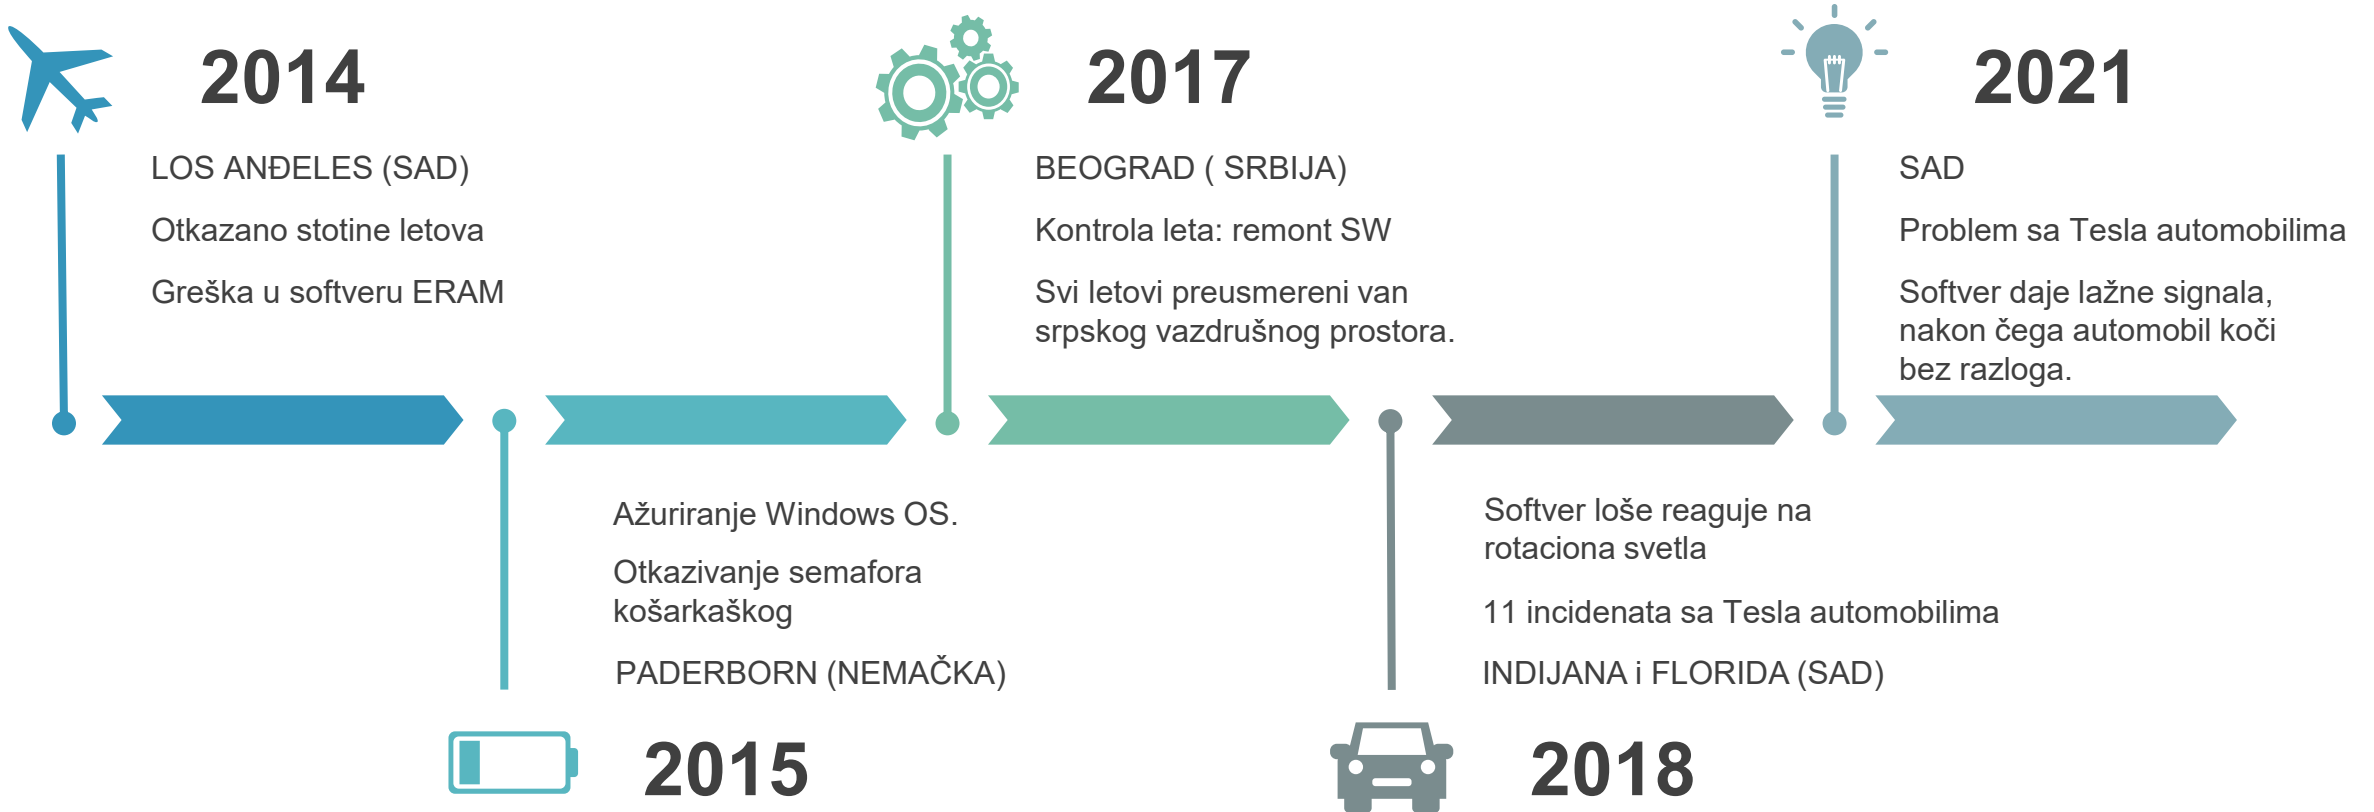 2014
LOS ANĐELES (SAD)
Otkazano stotine letova
Greška u softveru ERAM
Ažuriranje Windows OS.
Otkazivanje semafora
košarkaškog
PADERBORN (NEMAČKA)
2015
2017
BEOGRAD ( SRBIJA)
Kontrola leta: remont SW
Svi letovi preusmereni van
srpskog vazdrušnog prostora.
Softver loše reaguje na
rotaciona svetla
11 incidenata sa Tesla automobilima
INDIJANA i FLORIDA (SAD)
2018
2021
SAD
Problem sa Tesla automobilima
Softver daje lažne signala,
nakon čega automobil koči
bez razloga.